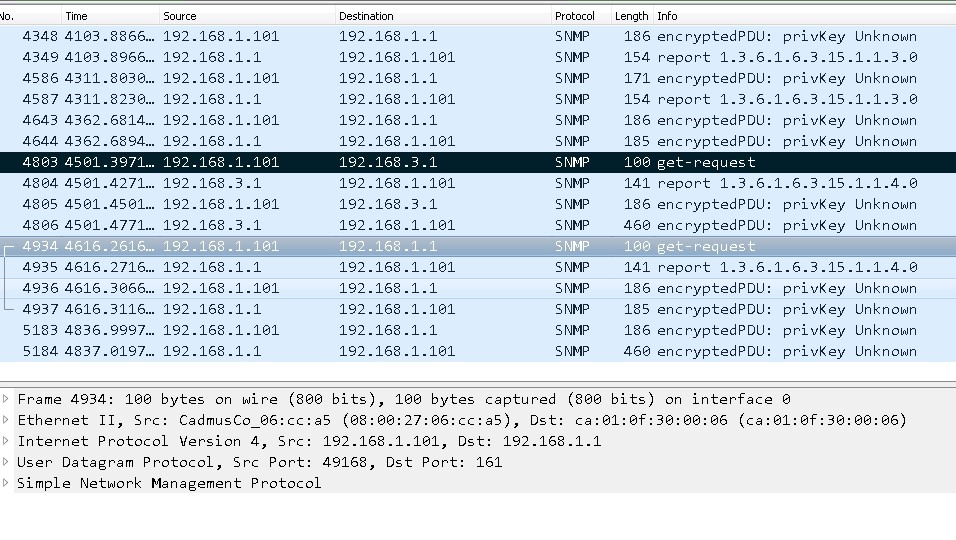 No. Time Source Destination Protocol Length Info
4348 4103.8866… 192.168.1.101 192.168.1.1 SNMP 186 encryptedPDU: privKey Unknown
4349 4103.8966… 192.168.1.1 192.168.1.101 SNMP 154 report 1.3.6.1.6.3.15.1.1.3.0
4586 4311.8030… 192.168.1.101 192.168.1.1 SNMP 171 encryptedPDU: privKey Unknown
4587 4311.8230… 192.168.1.1 192.168.1.101 SNMP 154 report 1.3.6.1.6.3.15.1.1.3.0
4643 4362.6814… 192.168.1.101 192.168.1.1 SNMP 186 encryptedPDU: privKey Unknown
4644 4362.6894… 192.168.1.1 192.168.1.101 SNMP 185 encryptedPDU: privKey Unknown
4803 4501.3971… 192.168.1.101 192.168.3.1 SNMP 100 get-request
4804 4501.4271… 192.168.3.1 192.168.1.101 SNMP 141 report 1.3.6.1.6.3.15.1.1.4.0
4805 4501.4501… 192.168.1.101 192.168.3.1 SNMP 186 encryptedPDU: privKey Unknown
4806 4501.4771… 192.168.3.1 192.168.1.101 SNMP 460 encryptedPDU: privKey Unknown
4934 4616.2616… 192.168.1.101 192.168.1.1 SNMP 100 get-request
4935 4616.2716… 192.168.1.1 192.168.1.101 SNMP 141 report 1.3.6.1.6.3.15.1.1.4.0
4936 4616.3066… 192.168.1.101 192.168.1.1 SNMP 186 encryptedPDU: privKey Unknown
4937 4616.3116… 192.168.1.1 192.168.1.101 SNMP 185 encryptedPDU: privKey Unknown
5183 4836.9997… 192.168.1.101 192.168.1.1 SNMP 186 encryptedPDU: privKey Unknown
5184 4837.0197… 192.168.1.1 192.168.1.101 SNMP 460 encryptedPDU: privKey Unknown
Frame 4934: 100 bytes on wire (800 bits), 100 bytes captured (800 bits) on interface 0
Ethernet II, Src: CadmusCo_06:cc:a5 (08:00:27:06:cc:a5), Dst: ca:01:0f:30:00:06 (ca:01:0f:30:00:06)
Internet Protocol Version 4, Src: 192.168.1.101, Dst: 192.168.1.1
User Datagram Protocol, Src Port: 49168, Dst Port: 161
Simple Network Management Protocol